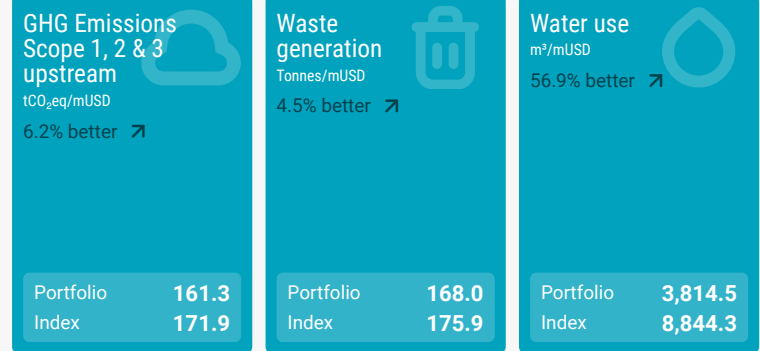 GHG Emissions
Scope 1, 2 & 3
upstream
tCO₂eq/mUSD
6.2% better
Portfolio 161.3
Index 171.9
Waste
generation
Tonnes/mUSD
4.5% better
Portfolio 168.0
Index 175.9
Water use
m³/mUSD
56.9% better
Portfolio 3,814.5
Index 8,844.3